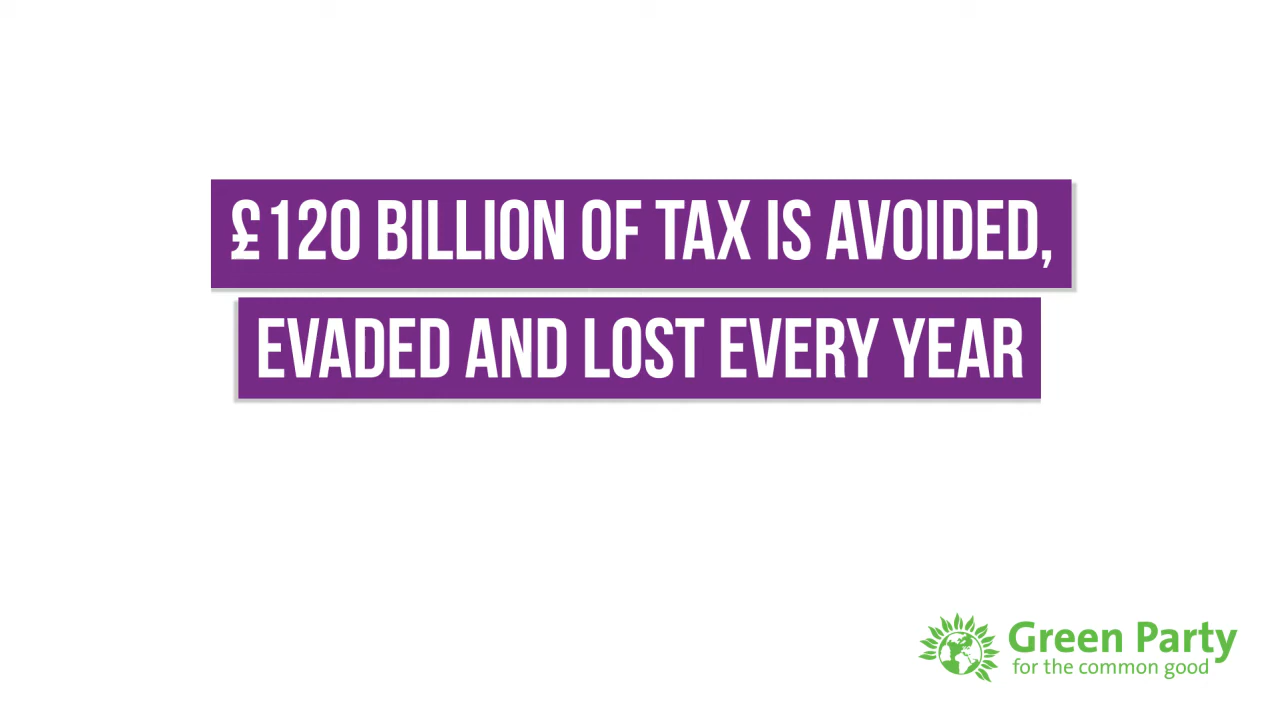 £120 BILLION OF TAX IS AVOIDED,
EVADED AND LOST EVERY YEAR
Green Party
for the common good